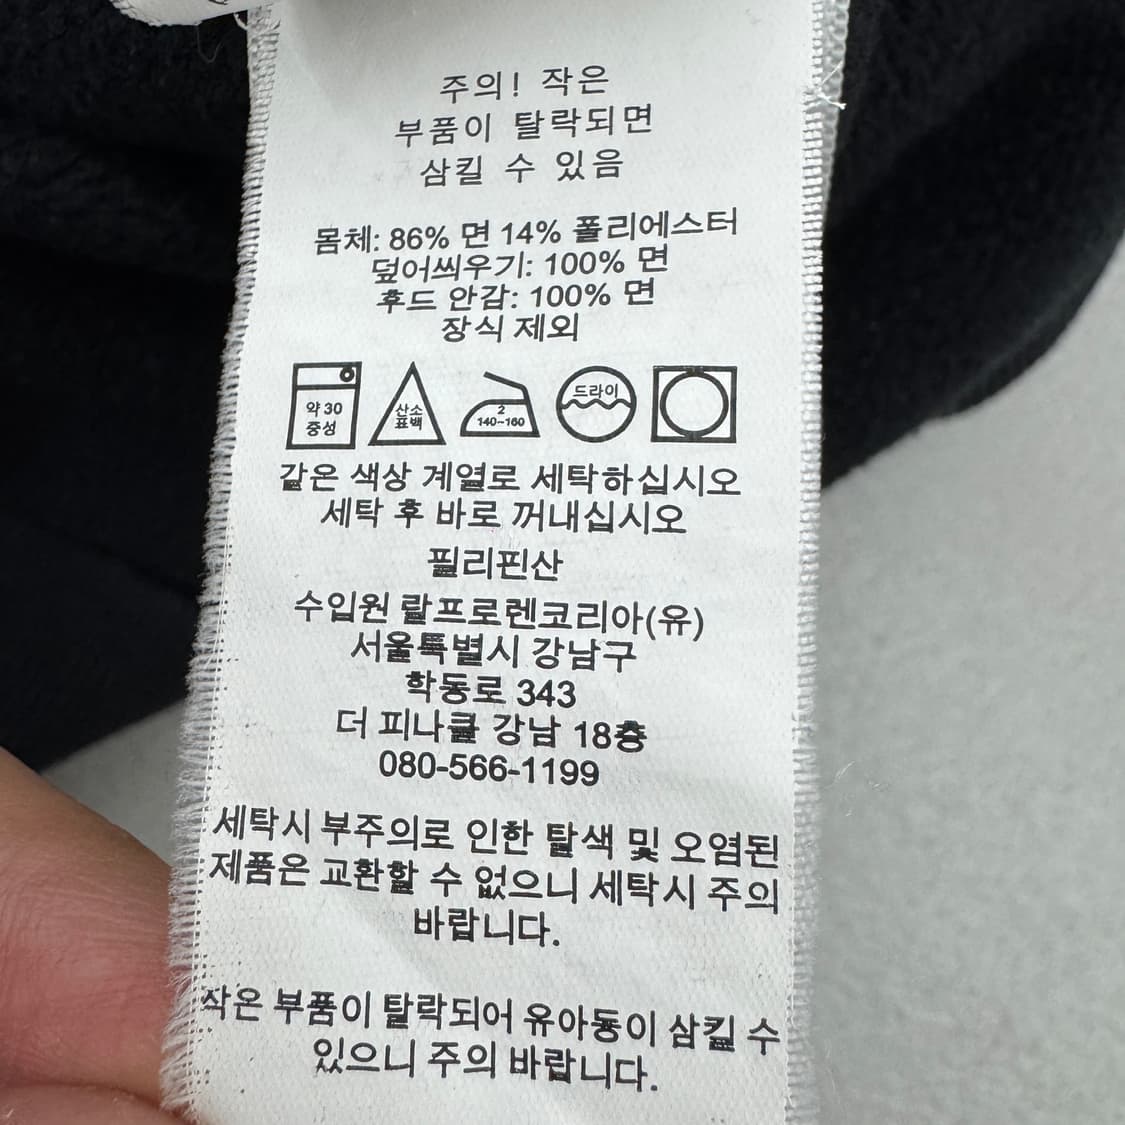 주의! 작은
부품이 탈락되면
삼킬 수 있음
몸체: 86% 면 14% 폴리에스터
덮어씌우기: 100% 면
후드 안감: 100% 면
장식 제외
약 30
중성
산소
표백
2
140~160
드라이
같은 색상 계열로 세탁하십시오
세탁 후 바로 꺼내십시오
필리핀산
수입원 랄프로렌코리아(유)
서울특별시 강남구
학동로 343
더 피나클 강남 18층
080-566-1199
세탁시 부주의로 인한 탈색 및 오염된
제품은 교환할 수 없으니 세탁시 주의
바랍니다.
작은 부품이 탈락되어 유아동이 삼킬 수
있으니 주의 바랍니다.